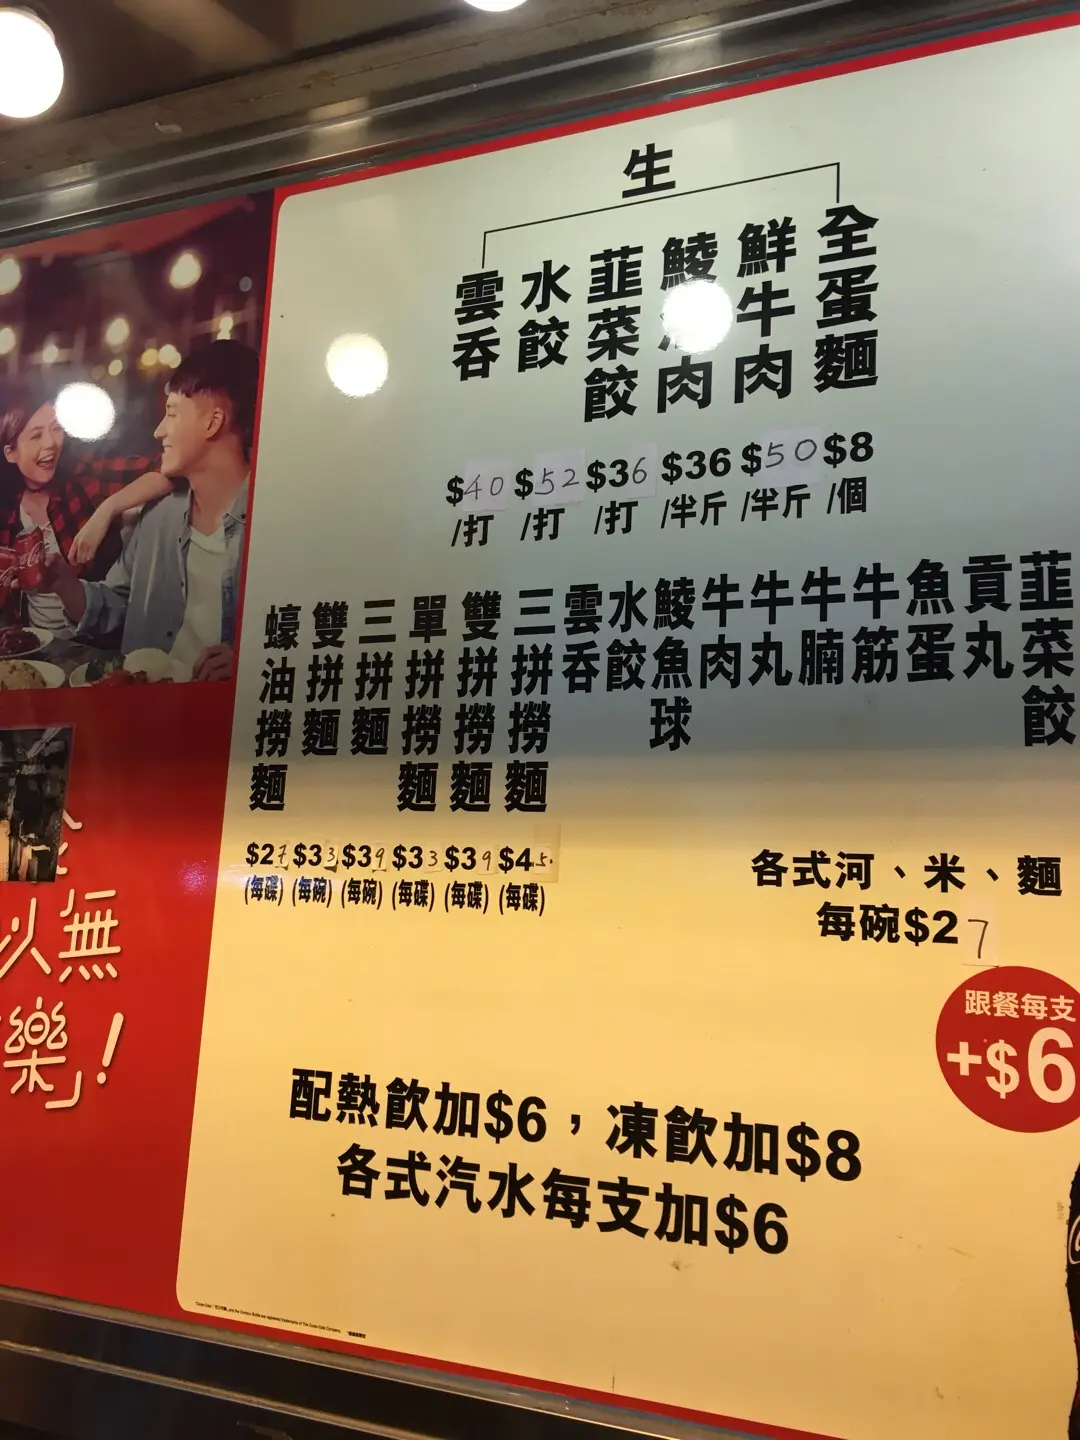 生
雲吞 $40/打
水餃 $52/打
韮菜餃 $36/打
鯪魚肉 $36/半斤
鮮牛肉 $50/半斤
全蛋麵 $8/個
蠔油撈麵 $27(每碟)
雙拼麵 $33(每碗)
三拼麵 $39(每碗)
單拼撈麵 $33(每碟)
雙拼撈麵 $39(每碟)
三拼撈麵 $45(每碟)
雲吞
水餃
鯪魚球
牛肉
牛丸
牛腩
牛筋
魚蛋
貢丸
韮菜餃
各式河、米、麵
每碗$27
跟餐每支
+$6
配熱飲加$6，凍飲加$8
各式汽水每支加$6
以無
樂」!